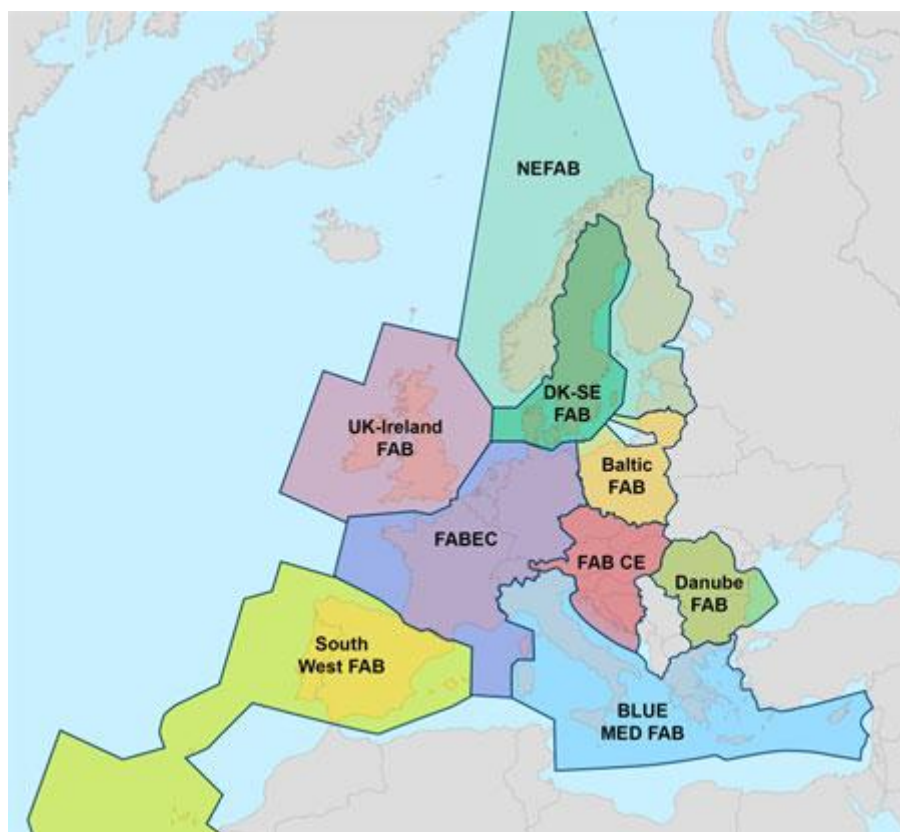 NEFAB
DK-SE
FAB
UK-Ireland
FAB
Baltic
FAB
FABEC
FAB CE
Danube
FAB
South
West FAB
BLUE
MED FAB